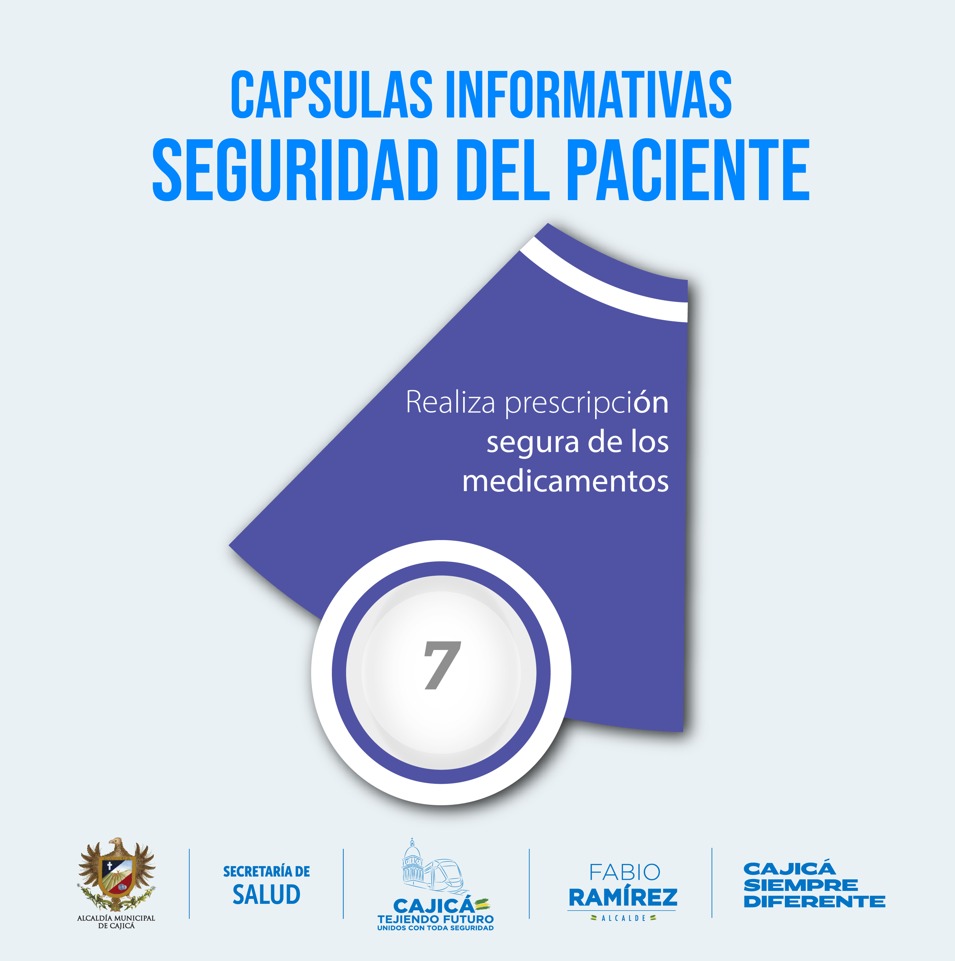 CAPSULAS INFORMATIVAS
SEGURIDAD DEL PACIENTE
Realiza prescripción
segura de los
medicamentos
7
ALCALDÍA MUNICIPAL
DE CAJICÁ
SECRETARÍA DE
SALUD
CAJICÁ
TEJIENDO FUTURO
UNIDOS CON TODA SEGURIDAD
FABIO
RAMÍREZ
ALCALDE
CAJICÁ
SIEMPRE
DIFERENTE